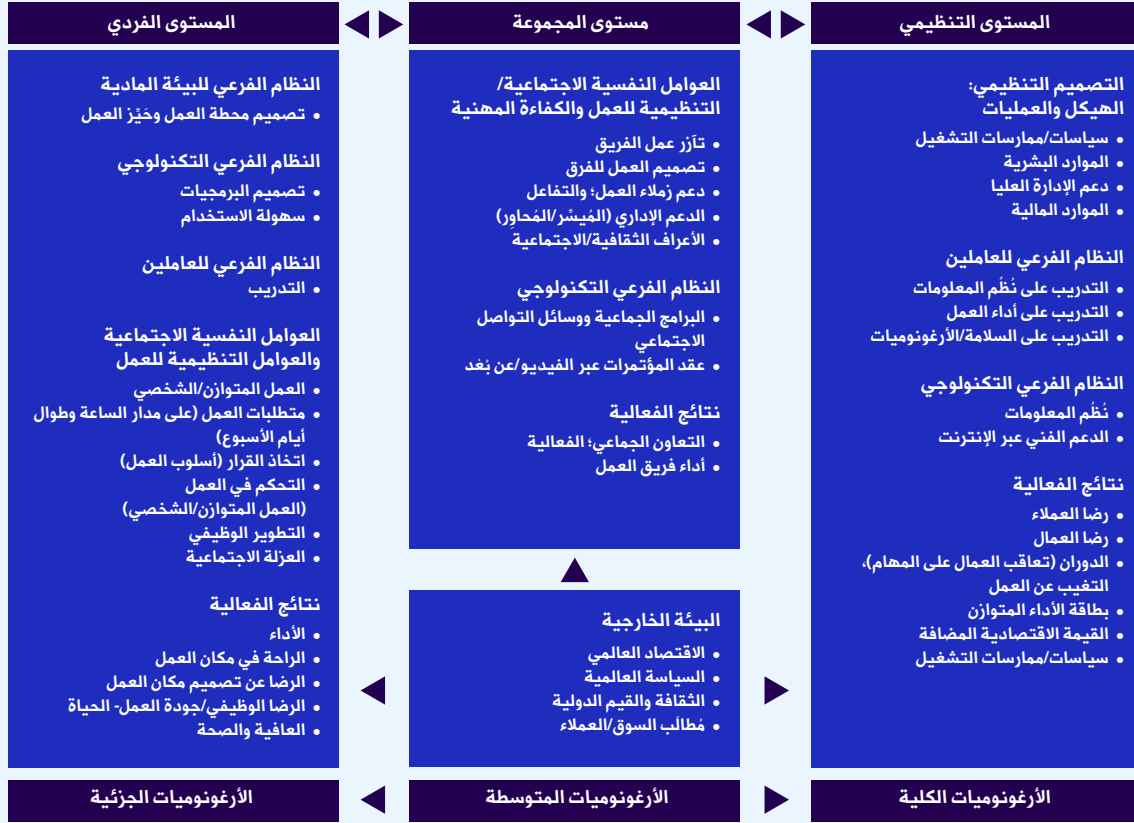 المستوى التنظيمي
التصميم التنظيمي:
الهيكل والعمليات
• سياسات/ممارسات التشغيل
• الموارد البشرية
• دعم الإدارة العليا
• الموارد المالية
النظام الفرعي للعاملين
• التدريب على نُظُم المعلومات
• التدريب على أداء العمل
• التدريب على السلامة/الأرغونوميات
النظام الفرعي التكنولوجي
• نُظُم المعلومات
• الدعم الفني عبر الإنترنت
نتائج الفعالية
• رضا العملاء
• رضا العمال
• الدوران (تعاقب العمال على المهام)،
التغيب عن العمل
• بطاقة الأداء المتوازن
• القيمة الاقتصادية المضافة
• سياسات/ممارسات التشغيل
الأرغونوميات الكلية
مستوى المجموعة
العوامل النفسية الاجتماعية/
التنظيمية للعمل والكفاءة المهنية
• تآزر عمل الفريق
• تصميم العمل للفرق
• دعم زملاء العمل؛ والتفاعل
• الدعم الإداري (المُيسِّر/المُحاوِر)
• الأعراف الثقافية/الاجتماعية
النظام الفرعي التكنولوجي
• البرامج الجماعية ووسائل التواصل
الاجتماعي
• عقد المؤتمرات عبر الفيديو/عن بُعد
نتائج الفعالية
• التعاون الجماعي؛ الفعالية
• أداء فريق العمل
البيئة الخارجية
• الاقتصاد العالمي
• السياسة العالمية
• الثقافة والقيم الدولية
• مُطالَب السوق/العملاء
الأرغونوميات المتوسطة
المستوى الفردي
النظام الفرعي للبيئة المادية
• تصميم محطة العمل وحَيِّز العمل
النظام الفرعي التكنولوجي
• تصميم البرمجيات
• سهولة الاستخدام
النظام الفرعي للعاملين
• التدريب
العوامل النفسية الاجتماعية
والعوامل التنظيمية للعمل
• العمل المتوازن/الشخصي
• متطلبات العمل (على مدار الساعة وطوال
أيام الأسبوع)
• اتخاذ القرار (أسلوب العمل)
• التحكم في العمل
(العمل المتوازن/الشخصي)
• التطوير الوظيفي
• العزلة الاجتماعية
نتائج الفعالية
• الأداء
• الراحة في مكان العمل
• الرضا عن تصميم مكان العمل
• الرضا الوظيفي/جودة العمل- الحياة
• العافية والصحة
الأرغونوميات الجزئية